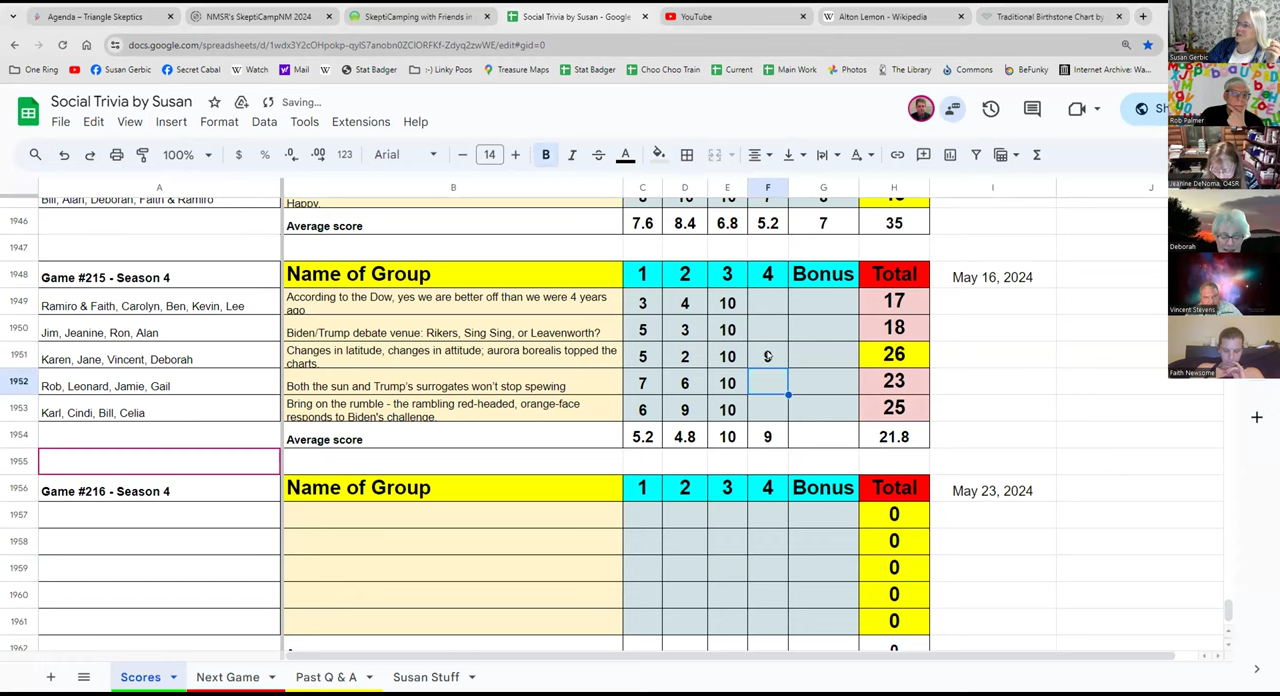 Agenda – Triangle Skeptics
NMSR's SkeptiCampNM 2024
SkeptiCamping with Friends in
Social Trivia by Susan - Google
YouTube
Alton Lemon - Wikipedia
Traditional Birthstone Chart by
docs.google.com/spreadsheets/d/1wdx3Y2cOHpokp-qyIS7anobn0ZClORFKf-Zdyq2zwWE/edit#gid=0
One Ring
Susan Gerbic
Secret Cabal
Watch
Mail
Stat Badger
:-) Linky Po
Treasure Maps
Stat Badger
Choo Choo Train
Current
Main Work
Photos
The Library
Commons
BeFunky
Internet Archive: Wa...
Social Trivia by Susan
Saving...
File Edit View Insert Data Tools Extensions Help
Sh
100% $ % .0 .00 123 Arial 14 B I S A
A B C D E F G H I J
Bill, Alan, Deborah, Faith & Ramiro
Happy.
1946 Average score 7.6 8.4 6.8 5.2 7 35
1947
1948 Game #215 - Season 4 Name of Group 1 2 3 4 Bonus Total May 16, 2024
1949 Ramiro & Faith, Carolyn, Ben, Kevin, Lee According to the Dow, yes we are better off than we were 4 years ago 3 4 10 17
1950 Jim, Jeanine, Ron, Alan Biden/Trump debate venue: Rikers, Sing Sing, or Leavenworth? 5 3 10 18
1951 Karen, Jane, Vincent, Deborah Changes in latitude, changes in attitude; aurora borealis topped the charts. 5 2 10 9 26
1952 Rob, Leonard, Jamie, Gail Both the sun and Trump's surrogates won't stop spewing 7 6 10 23
1953 Karl, Cindi, Bill, Celia Bring on the rumble - the rambling red-headed, orange-face responds to Biden's challenge. 6 9 10 25
1954 Average score 5.2 4.8 10 9 21.8
1955
1956 Game #216 - Season 4 Name of Group 1 2 3 4 Bonus Total May 23, 2024
1957 0
1958 0
1959 0
1960 0
1961 0
1962 0
Scores Next Game Past Q & A Susan Stuff
Susan Gerbic
Rob Palmer
Jeanine DeNoma, O4SR
Deborah
Vincent Stevens
Faith Newsome